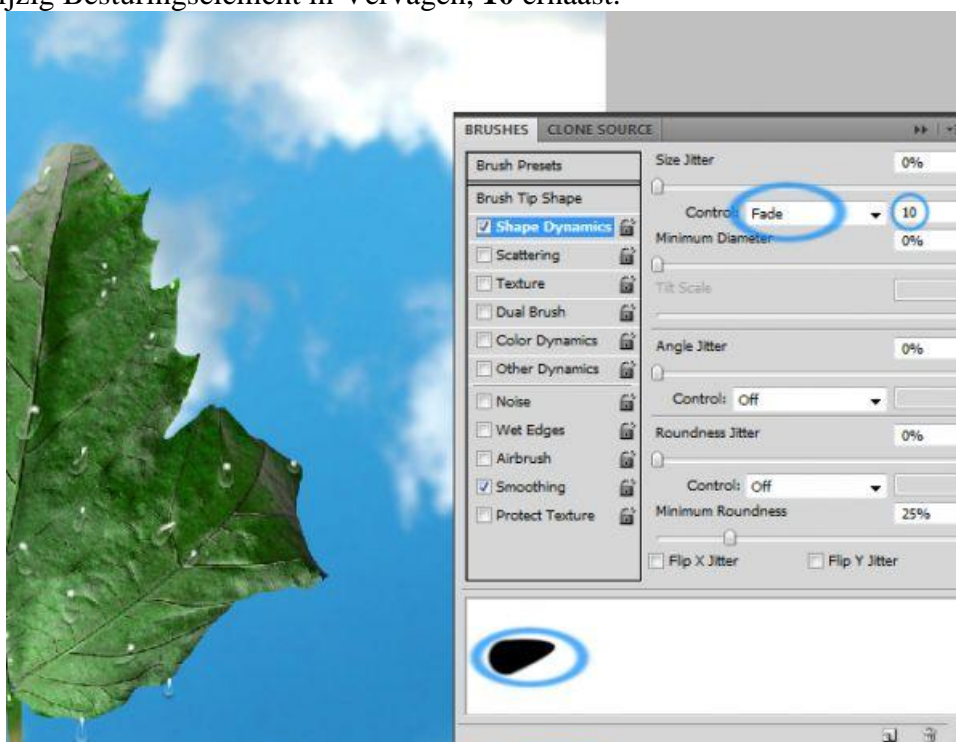 Besturingselement in Vervagen, 10 ernaast.
BRUSHES CLONE SOURCE
Brush Presets
Brush Tip Shape
Shape Dynamics
Scattering
Texture
Dual Brush
Color Dynamics
Other Dynamics
Noise
Wet Edges
Airbrush
Smoothing
Protect Texture
Size Jitter 0%
Control: Fade 10
Minimum Diameter 0%
Tilt Scale
Angle Jitter 0%
Control: Off
Roundness Jitter 0%
Control: Off
Minimum Roundness 25%
Flip X Jitter Flip Y Jitter